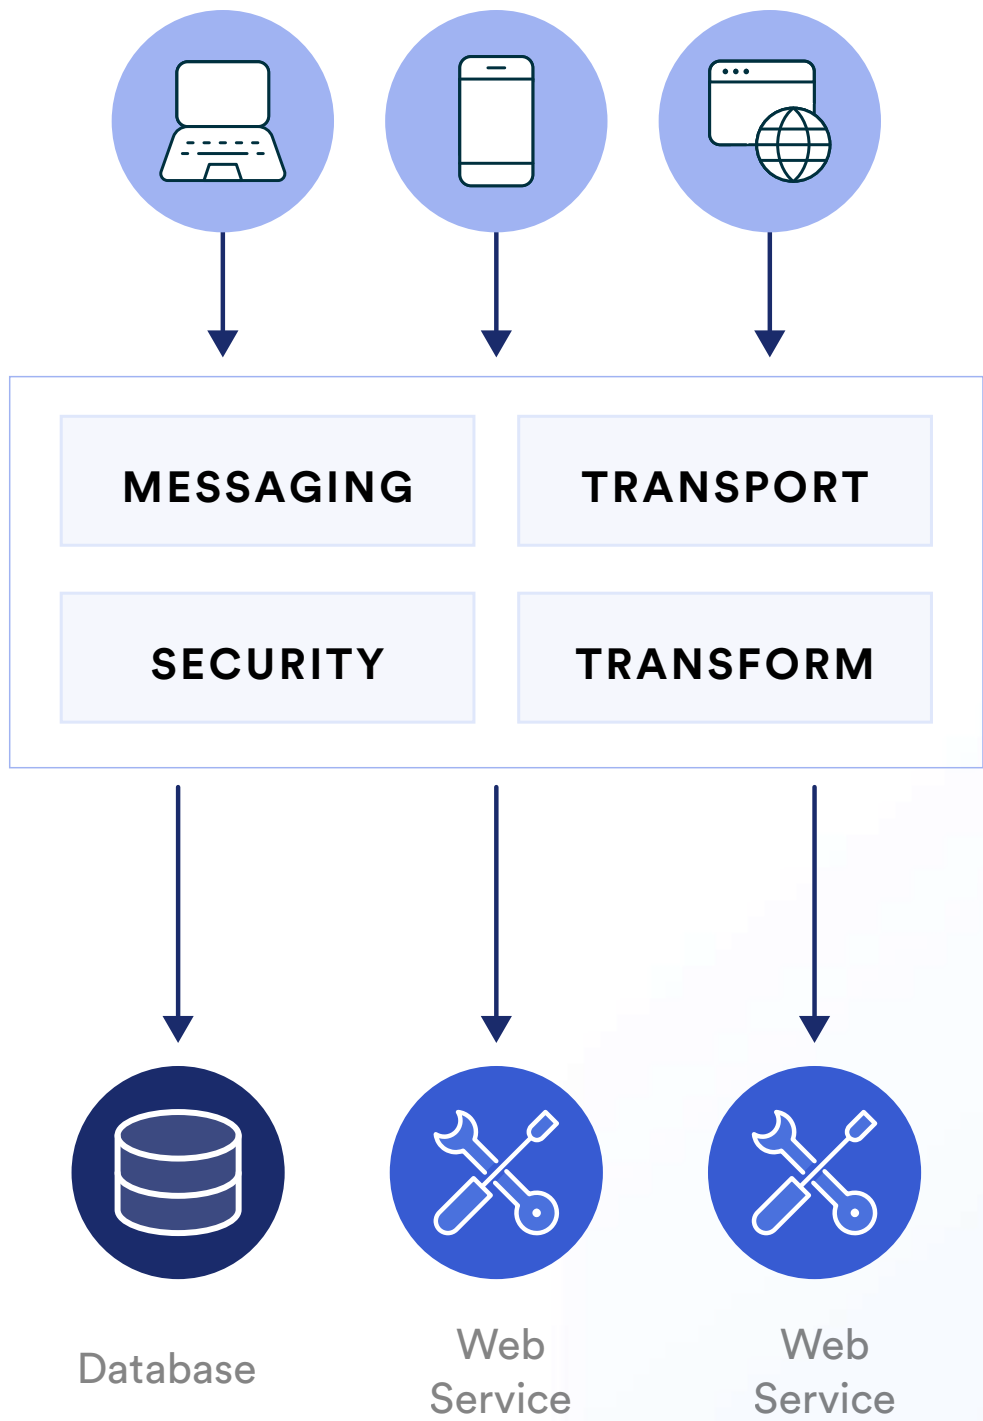 MESSAGING
TRANSPORT
SECURITY
TRANSFORM
Database
Web
Service
Web
Service